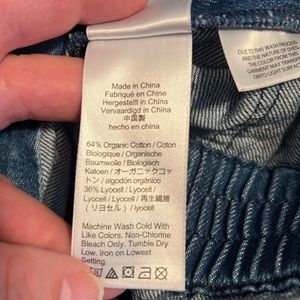 Made in China
Fabriqué en Chine
Hergestellt in China
Vervaardigd in China
中国製
hecho en china
64% Organic Cotton / Coton
Biologique / Organische
Baumwolle / Biologisch
Katoen / オーガニックコッ
トン / algodón orgánico
36% Lyocell / Lyocell /
Lyocell / Lyocell / 再生繊維
(リヨセル) / lyocell
Machine Wash Cold With
Like Colors. Non-Chlorine
Bleach Only. Tumble Dry
Low. Iron on Lowest
Setting.
DUE TO THIS WASH PROCESS
AND THE NATURE OF DYE
THE COLOR FROM THIS
GARMENT MAY TRANSFER
ONTO LIGHT SURFAC